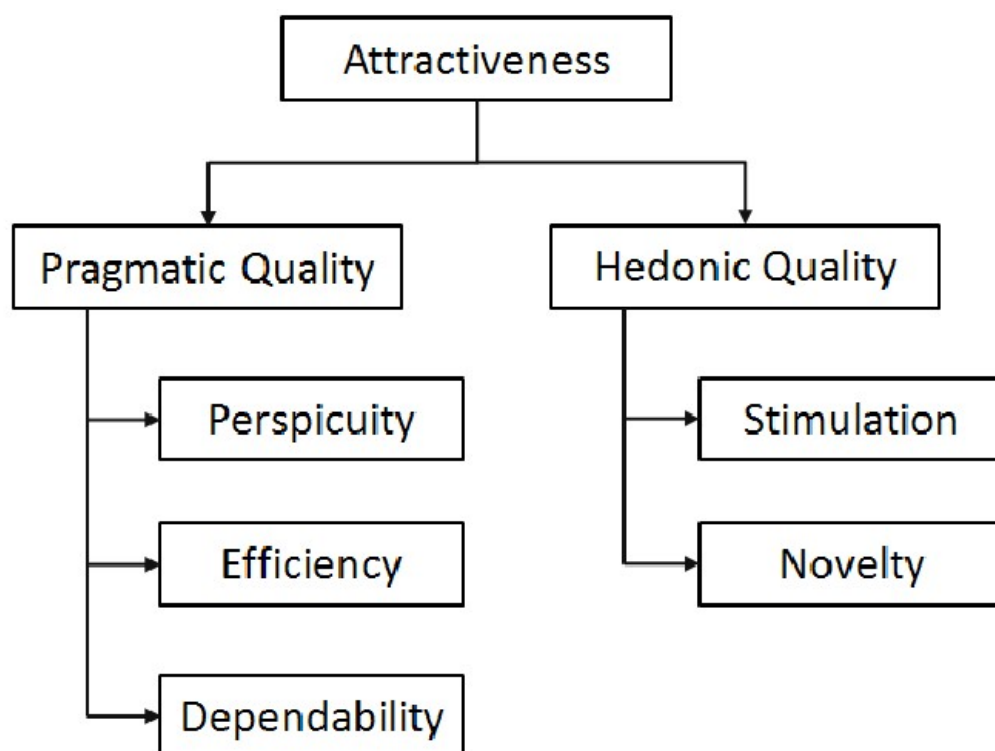 Attractiveness
Pragmatic Quality
Hedonic Quality
Perspicuity
Stimulation
Efficiency
Novelty
Dependability